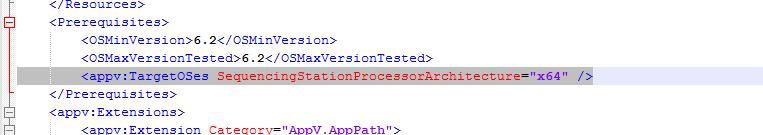 </Resources>
<Prerequisites>
<OSMinVersion>6.2</OSMinVersion>
<OSMaxVersionTested>6.2</OSMaxVersionTested>
<appv:TargetOSes SequencingStationProcessorArchitecture="x64" />
</Prerequisites>
<appv:Extensions>
<appv:Extension Category="AppV.AppPath">